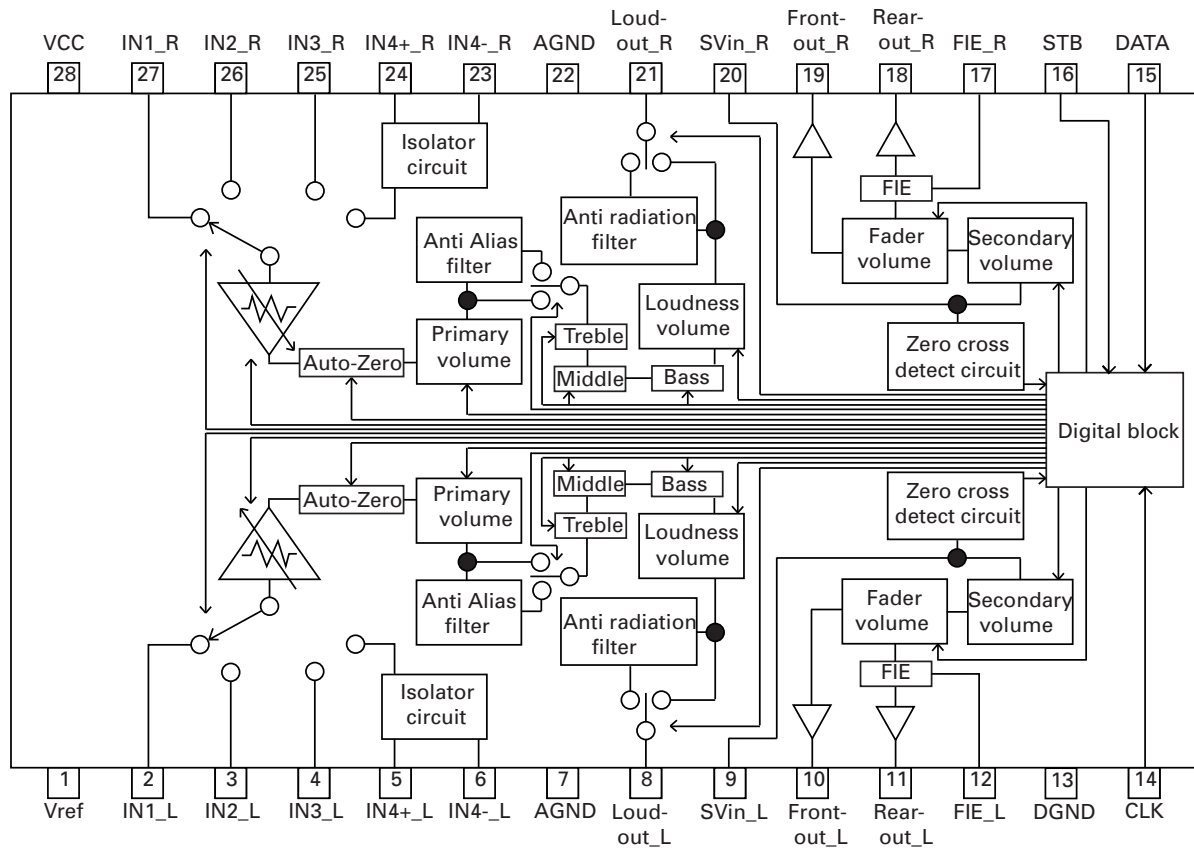 Loud-
Front-
Rear-
VCC IN1_R IN2_R IN3_R IN4+_R IN4-_R AGND out_R SVin_R out_R out_R FIE_R STB DATA
28 27 26 25 24 23 22 21 20 19 18 17 16 15
Isolator
circuit
FIE
Anti Alias
filter
Anti radiation
filter
Fader
volume
Secondary
volume
Primary
volume
Loudness
volume
Treble
Auto-Zero
Middle
Bass
Zero cross
detect circuit
Digital block
Auto-Zero
Primary
volume
Middle
Bass
Treble
Loudness
volume
Zero cross
detect circuit
Anti Alias
filter
Anti radiation
filter
Fader
volume
Secondary
volume
Isolator
circuit
FIE
1 2 3 4 5 6 7 8 9 10 11 12 13 14
Vref IN1_L IN2_L IN3_L IN4+_L IN4-_L AGND Loud- SVin_L Front- Rear- FIE_L DGND CLK
out_L out_L out_L